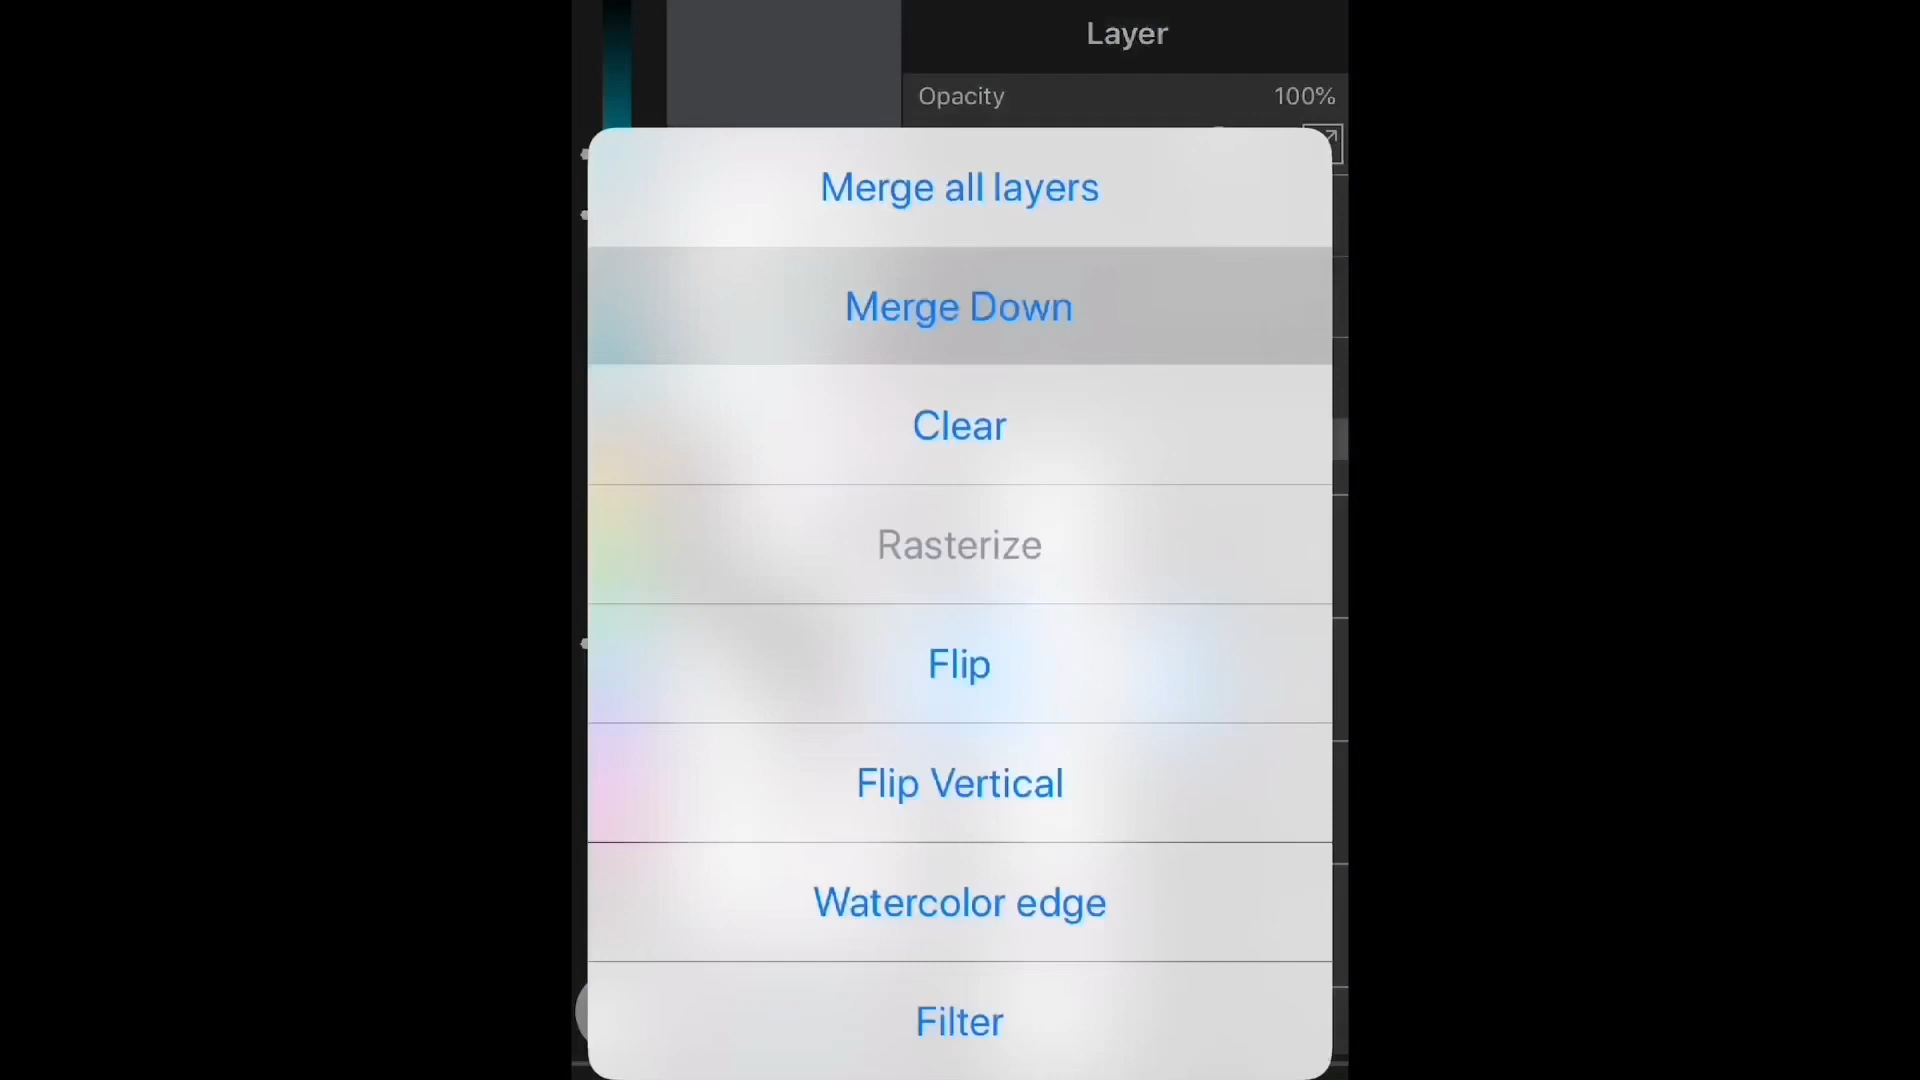 Layer
Opacity 100%
Merge all layers
Merge Down
Clear
Rasterize
Flip
Flip Vertical
Watercolor edge
Filter